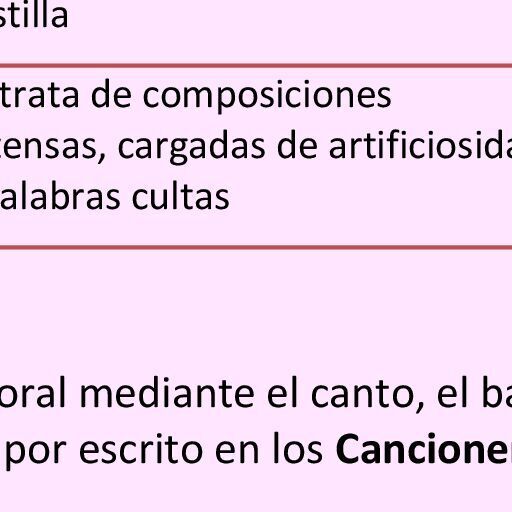 stilla
trata de composiciones
tensas, cargadas de artificiosida
alabras cultas
oral mediante el canto, el ba
por escrito en los Cancione